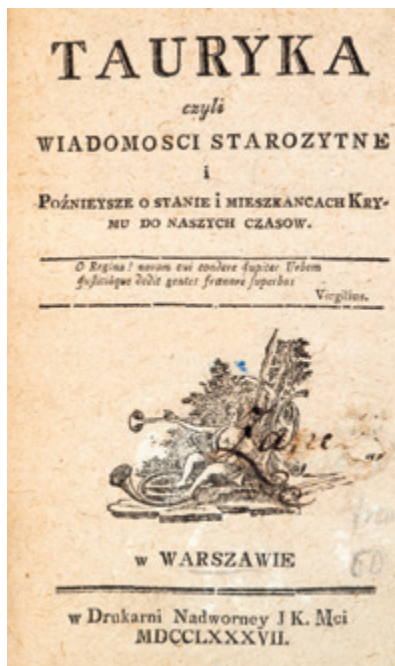 TAURYKA
czyli
WIADOMOSCI STAROZYTNE
i
POŹNIEYSZE O STANIE i MIESZKANCACH KRY-
MU DO NASZYCH CZASOW.
O Regina! novam cui condere Jupiter Urbem
Justitiâque dedit gentes frænare superbas
Virgilius.
w WARSZAWIE
w Drukarni Nadworney J K. Mci
MDCCLXXXVII.